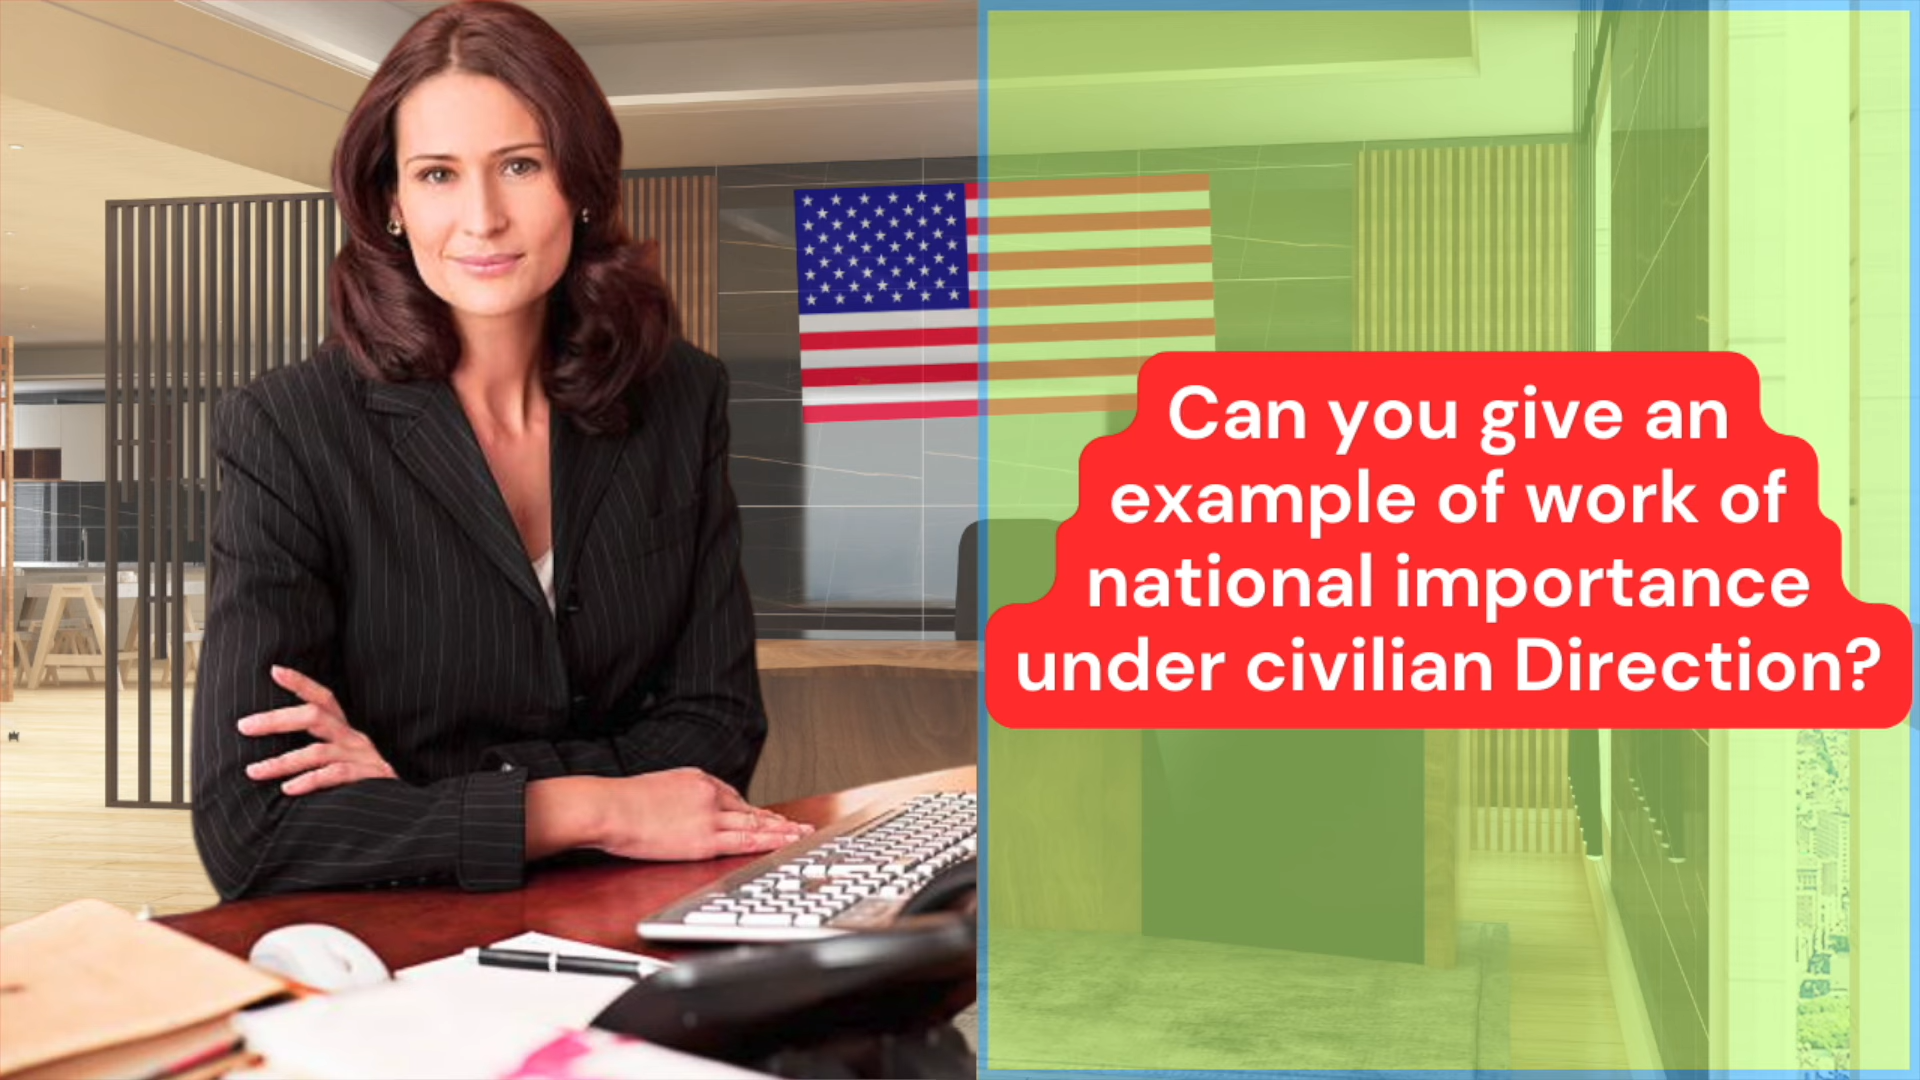 Can you give an
example of work of
national importance
under civilian Direction?